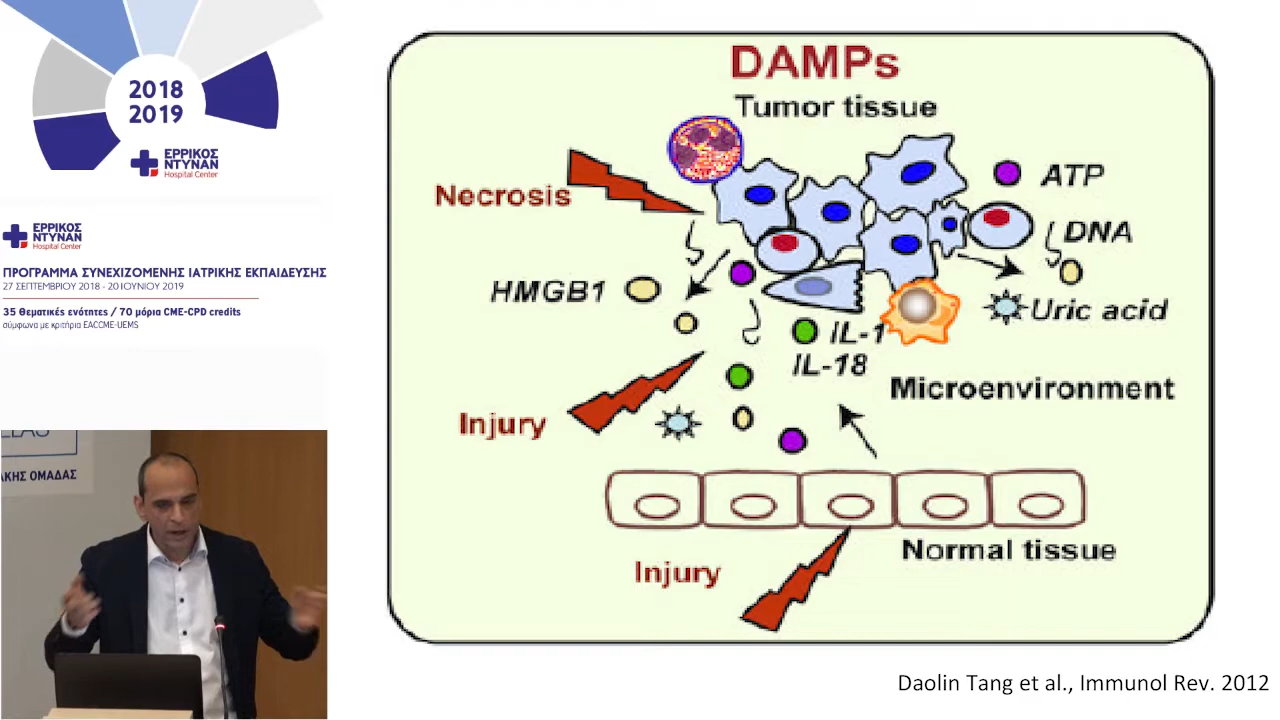 2018
2019
ΕΡΡΙΚΟΣ
ΝΤΥΝΑΝ
Hospital Center
ΕΡΡΙΚΟΣ
ΝΤΥΝΑΝ
Hospital Center
ΠΡΟΓΡΑΜΜΑ ΣΥΝΕΧΙΖΟΜΕΝΗΣ ΙΑΤΡΙΚΗΣ ΕΚΠΑΙΔΕΥΣΗΣ
27 ΣΕΠΤΕΜΒΡΙΟΥ 2018 - 20 ΙΟΥΝΙΟΥ 2019
35 θεματικές ενότητες / 70 μόρια CME-CPD credits
σύμφωνα με κριτήρια EACCME-UEMS
ΟΜΑΔΑΣ
DAMPs
Tumor tissue
Necrosis
ATP
DNA
HMGB1
Uric acid
IL-1
IL-18
Microenvironment
Injury
Normal tissue
Injury
Daolin Tang et al., Immunol Rev. 2012